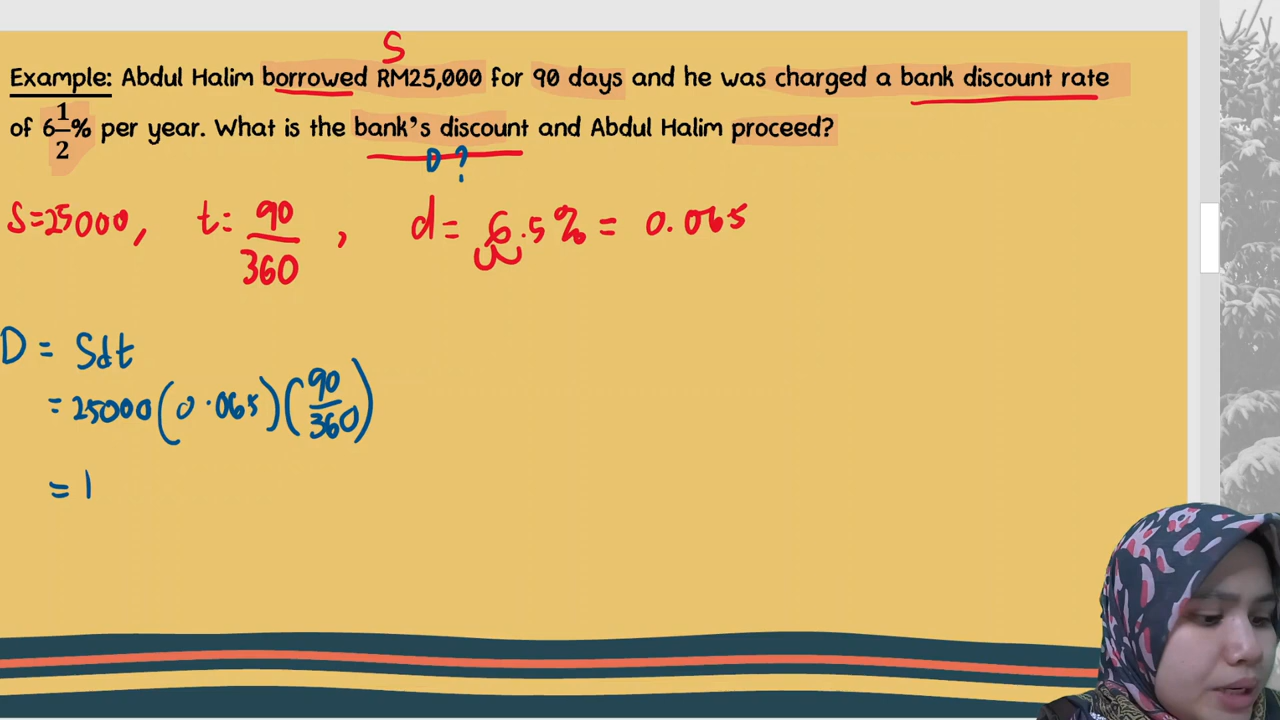 S
Example: Abdul Halim borrowed RM25,000 for 90 days and he was charged a bank discount rate
of 6 1/2 % per year. What is the bank's discount and Abdul Halim proceed?
D ?
S=25000, t= 90/360 , d= 6.5% = 0.065
D = Sdt
=25000(0.065)(90/360)
= 1